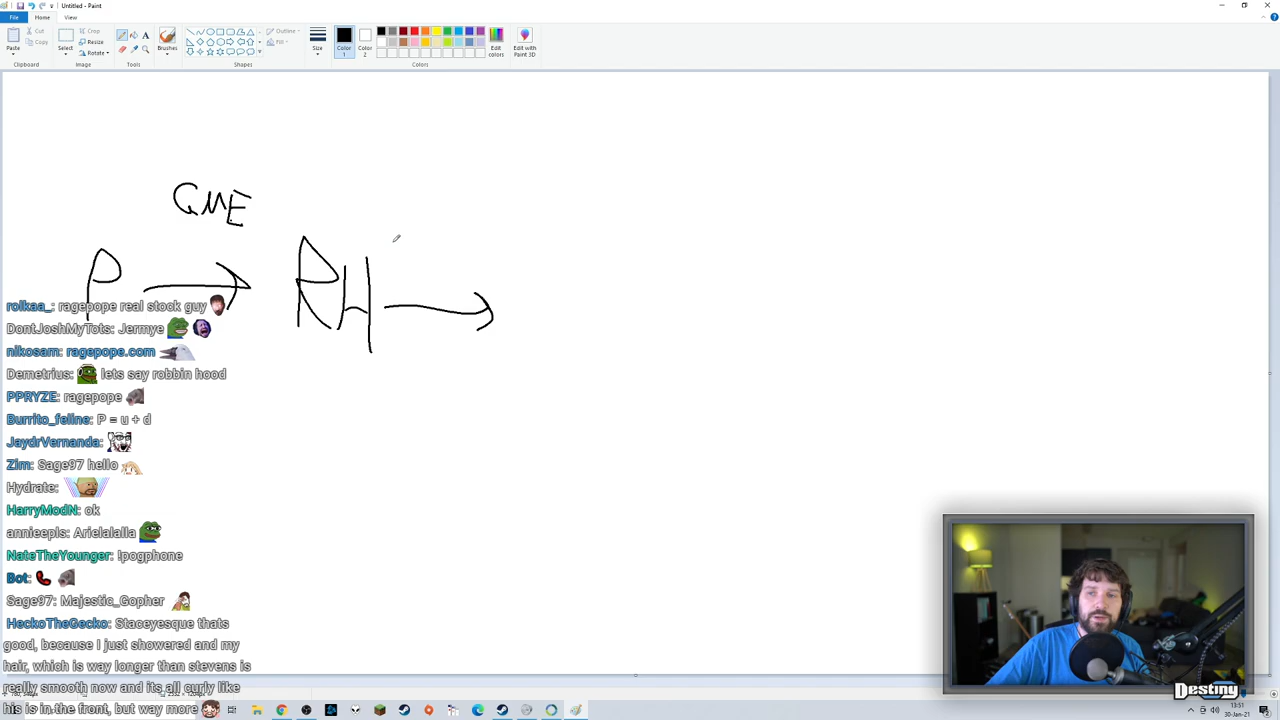 Untitled - Paint
File
Home
View
Paste
Cut
Copy
Clipboard
Select
Crop
Resize
Rotate
Image
Tools
A
Brushes
Shapes
Outline
Fill
Size
Color 1
Color 2
Colors
Edit colors
Edit with Paint 3D
GME
P → RH →
rolkaa_: ragepope real stock guy
DontJoshMyTots: Jermye
nikosam: ragepope.com
Demetrius: lets say robbin hood
PPRYZE: ragepope
Burrito_feline: P = u + d
JaydrVernanda:
Zim: Sage97 hello
Hydrate:
HarryModN: ok
annieepls: Arielalalla
NateTheYounger: !pogphone
Bot:
Sage97: Majestic_Gopher
HeckoTheGecko: Staceyesque thats
good, because I just showered and my
hair, which is way longer than stevens is
really smooth now and its all curly like
his is in the front, but way more
Destiny
13:51
30-Jan-21